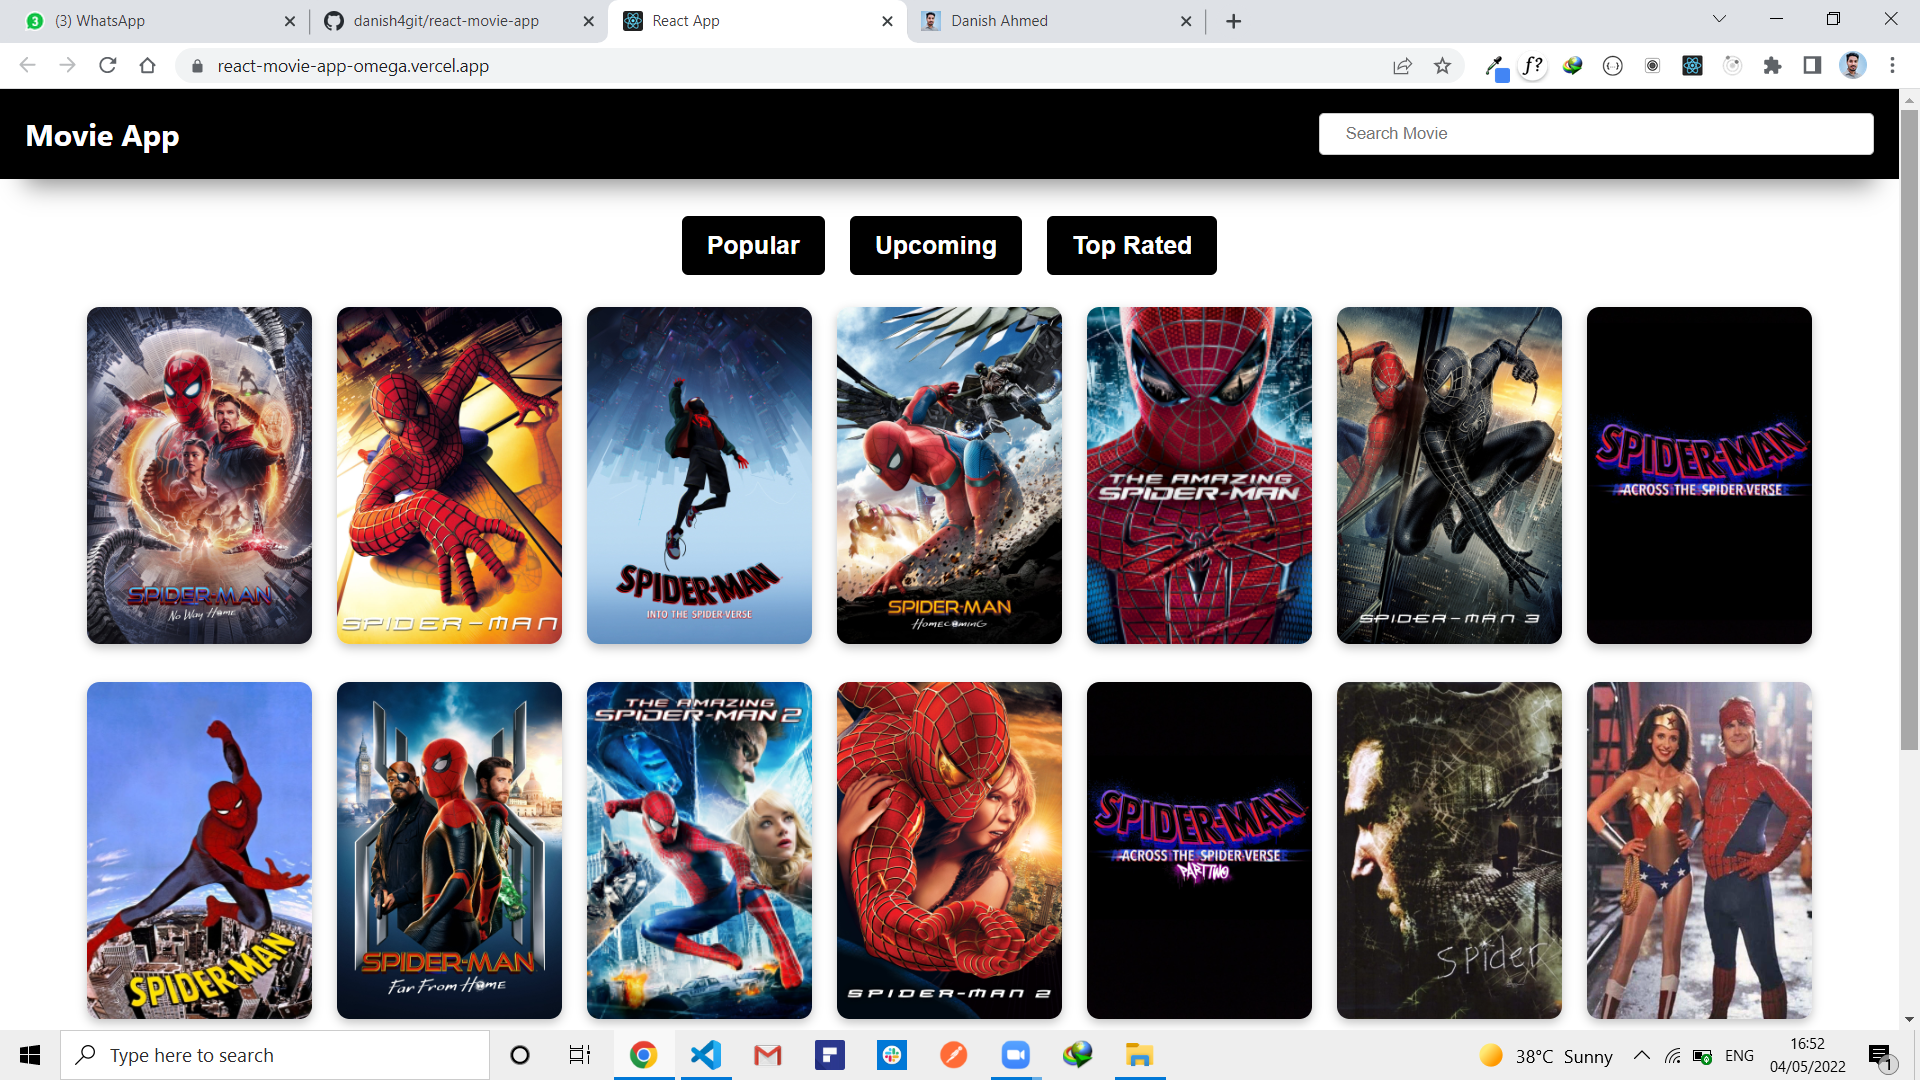 (3) WhatsApp
danish4git/react-movie-app
React App
Danish Ahmed
react-movie-app-omega.vercel.app
f?
Movie App
Search Movie
Popular
Upcoming
Top Rated
SPIDER-MAN
No Way Home
SPIDER-MAN
SPIDER-MAN
INTO THE SPIDER-VERSE
SPIDER-MAN
HOMECOMING
THE AMAZING
SPIDER-MAN
SPIDER-MAN 3
SPIDER-MAN
ACROSS THE SPIDER-VERSE
SPIDER-MAN
SPIDER-MAN
Far From Home
THE AMAZING
SPIDER-MAN 2
SPIDER-MAN 2
SPIDER-MAN
ACROSS THE SPIDER-VERSE
PART TWO
spider
Type here to search
38°C Sunny
ENG
16:52
04/05/2022
1